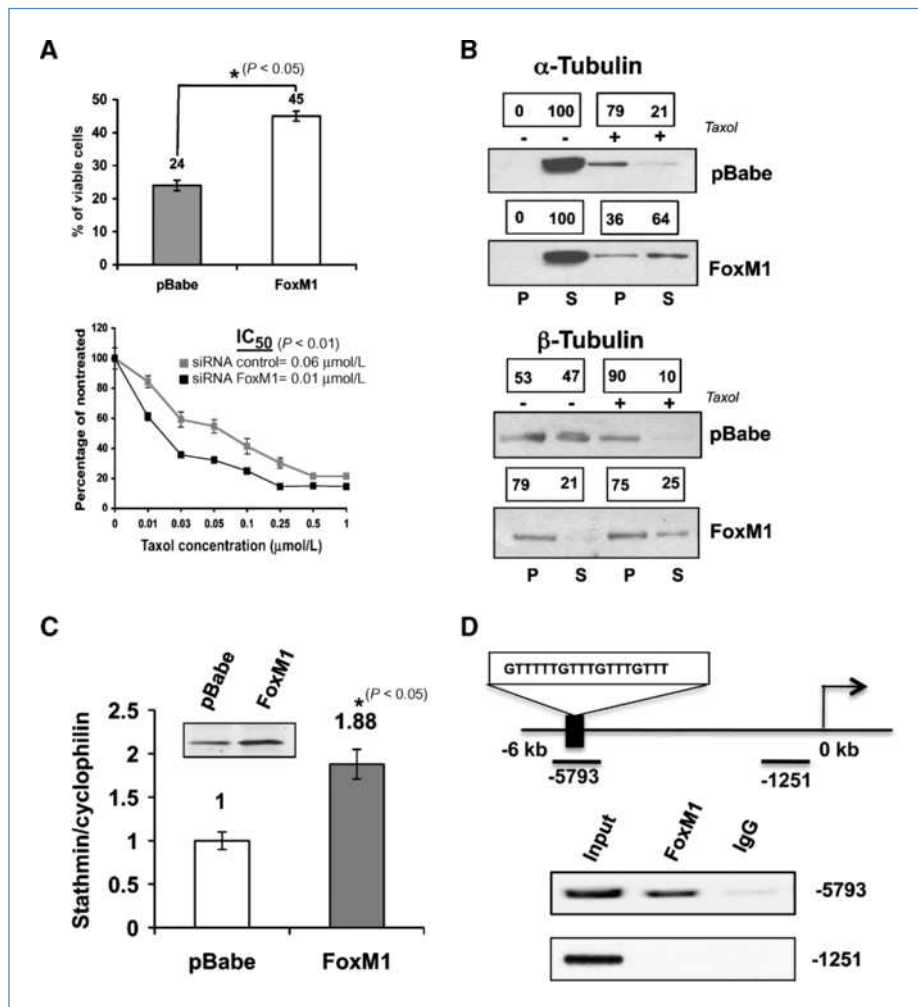 A
* (P < 0.05)
45
24
% of viable cells
50
40
30
20
10
0
pBabe
FoxM1
IC50 (P < 0.01)
siRNA control= 0.06 μmol/L
siRNA FoxM1= 0.01 μmol/L
Percentage of nontreated
120
100
80
60
40
20
0
0 0.01 0.03 0.05 0.1 0.25 0.5 1
Taxol concentration (μmol/L)
B
α-Tubulin
0 100 79 21
- - + + Taxol
pBabe
0 100 36 64
FoxM1
P S P S
β-Tubulin
53 47 90 10
- - + + Taxol
pBabe
79 21 75 25
FoxM1
P S P S
C
pBabe FoxM1
* (P < 0.05)
1.88
1
Stathmin/cyclophilin
2.5
2
1.5
1
0.5
0
pBabe
FoxM1
D
GTTTTTGTTTGTTTGTTT
-6 kb
0 kb
-5793
-1251
Input FoxM1 IgG
-5793
-1251